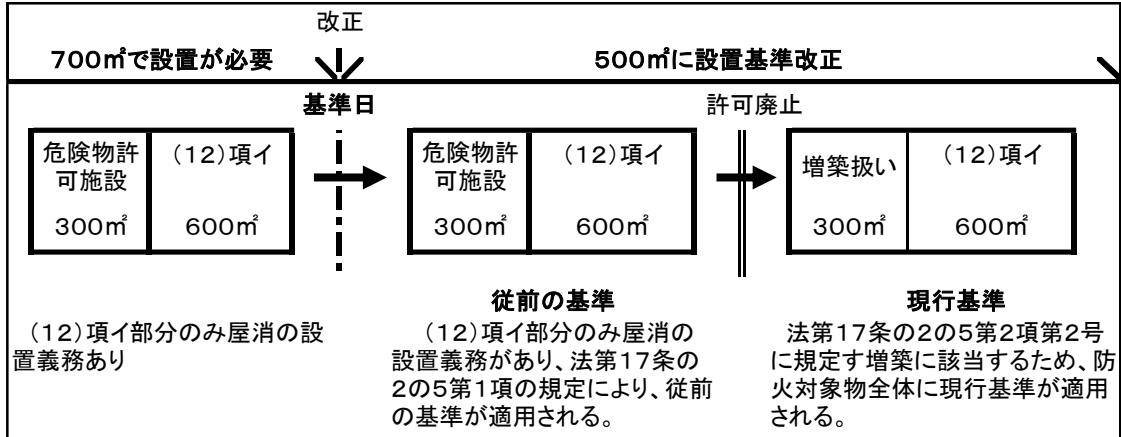 改正
700㎡で設置が必要
500㎡に設置基準改正
基準日
許可廃止
危険物許
可施設
300㎡
(12)項イ
600㎡
危険物許
可施設
300㎡
(12)項イ
600㎡
増築扱い
300㎡
(12)項イ
600㎡
(12)項イ部分のみ屋消の設
置義務あり
従前の基準
(12)項イ部分のみ屋消の
設置義務があり、法第17条の
2の5第1項の規定により、従前
の基準が適用される。
現行基準
法第17条の2の5第2項第2号
に規定す増築に該当するため、防
火対象物全体に現行基準が適用
される。